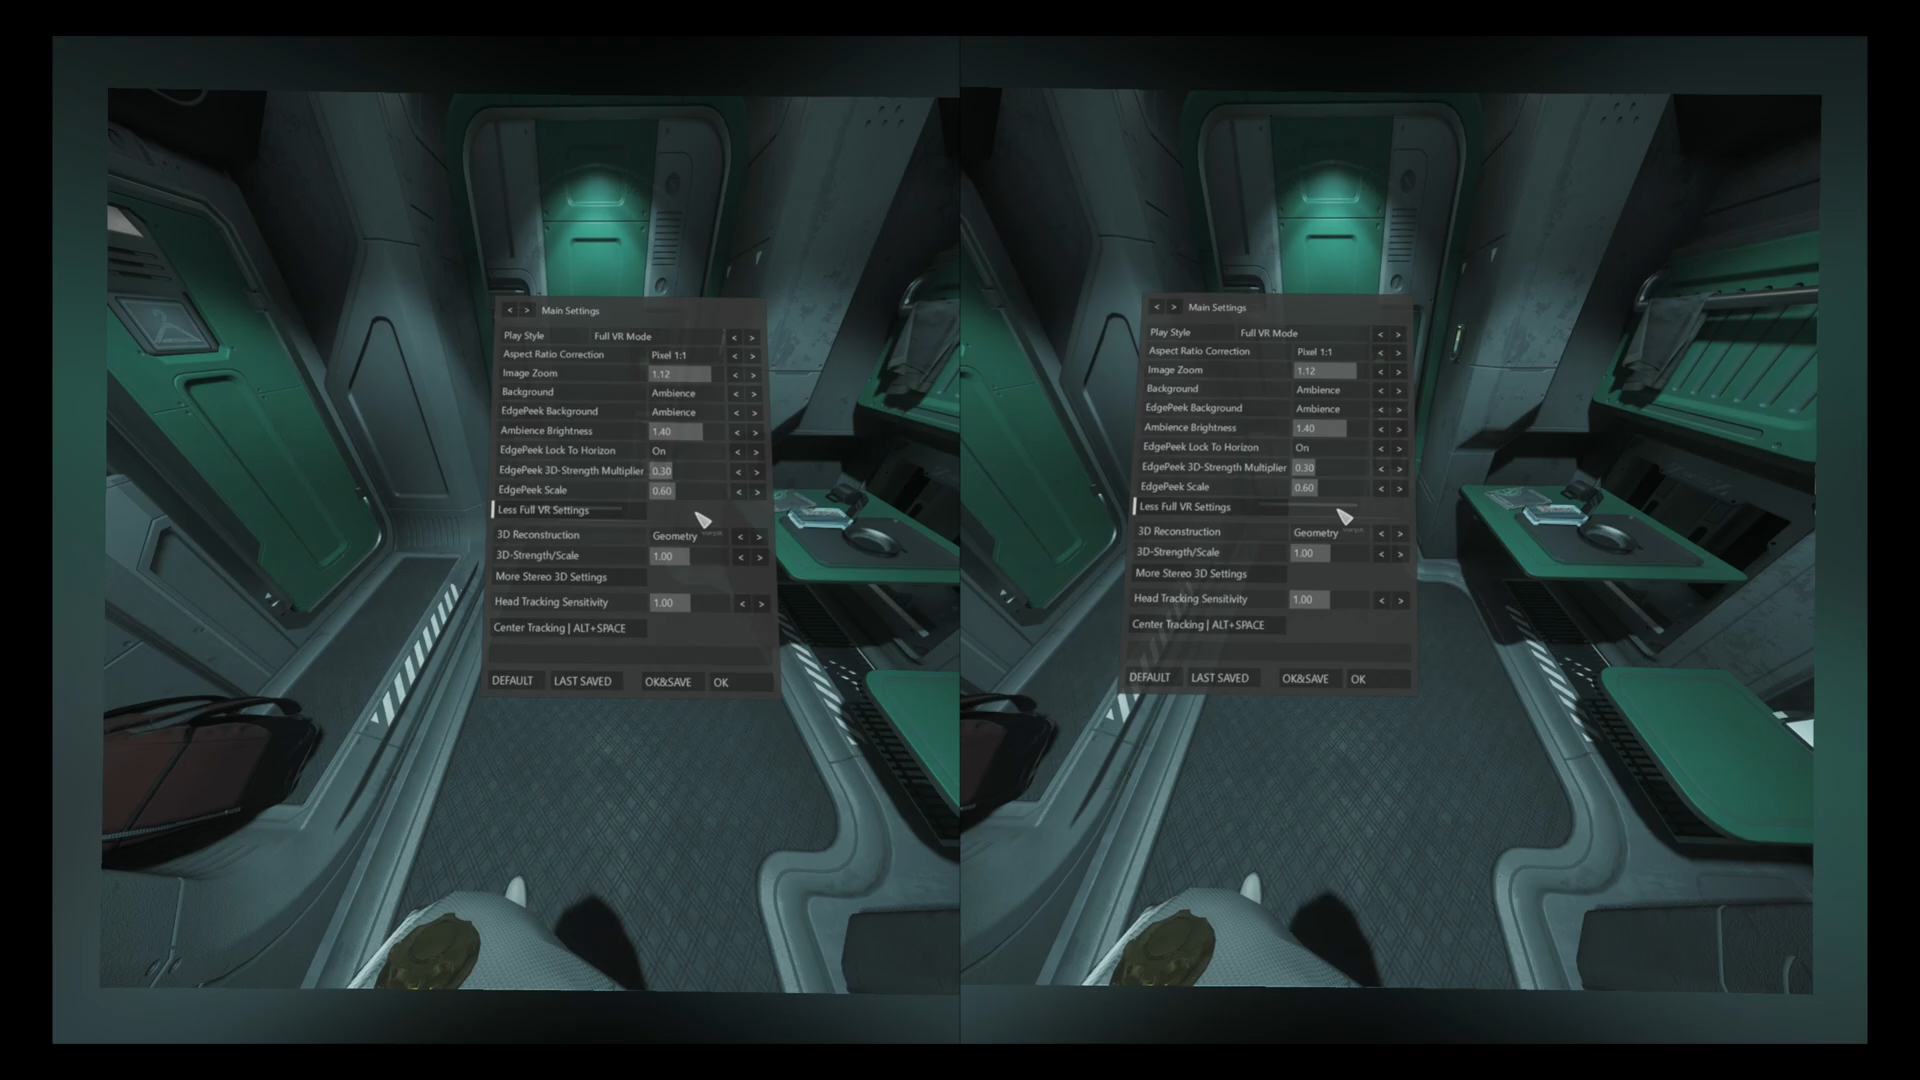 < > Main Settings
Play Style Full VR Mode < >
Aspect Ratio Correction Pixel 1:1 < >
Image Zoom 1.12 < >
Background Ambience < >
EdgePeek Background Ambience < >
Ambience Brightness 1.40 < >
EdgePeek Lock To Horizon On < >
EdgePeek 3D-Strength Multiplier 0.30 < >
EdgePeek Scale 0.60 < >
Less Full VR Settings
3D Reconstruction Geometry < >
3D-Strength/Scale 1.00 < >
More Stereo 3D Settings
Head Tracking Sensitivity 1.00 < >
Center Tracking | ALT+SPACE
DEFAULT LAST SAVED OK&SAVE OK
< > Main Settings
Play Style Full VR Mode < >
Aspect Ratio Correction Pixel 1:1 < >
Image Zoom 1.12 < >
Background Ambience < >
EdgePeek Background Ambience < >
Ambience Brightness 1.40 < >
EdgePeek Lock To Horizon On < >
EdgePeek 3D-Strength Multiplier 0.30 < >
EdgePeek Scale 0.60 < >
Less Full VR Settings
3D Reconstruction Geometry < >
3D-Strength/Scale 1.00 < >
More Stereo 3D Settings
Head Tracking Sensitivity 1.00 < >
Center Tracking | ALT+SPACE
DEFAULT LAST SAVED OK&SAVE OK